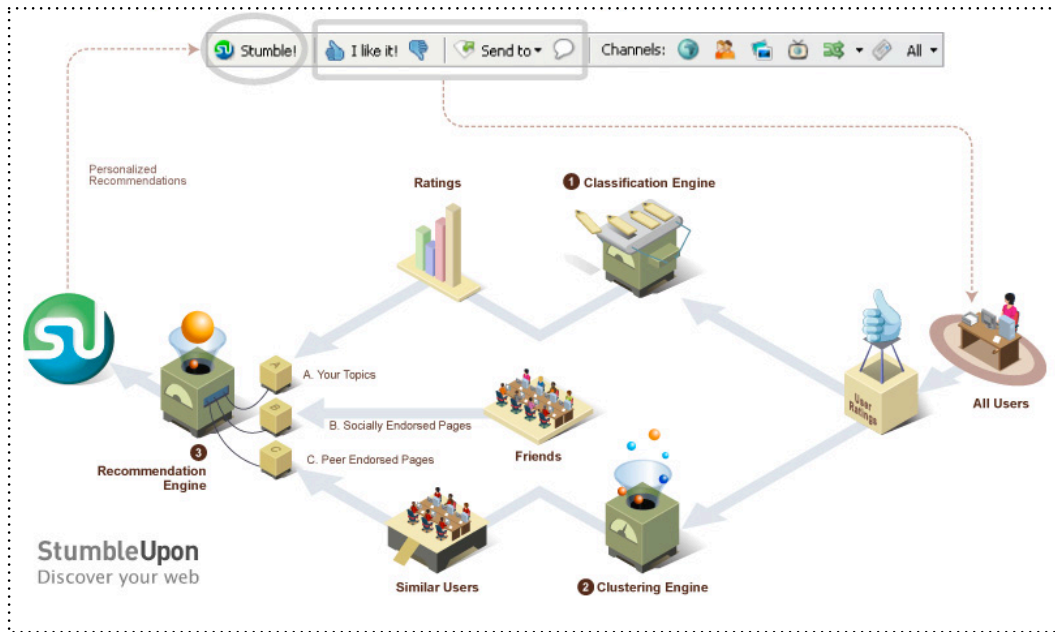 Stumble! I like it! Send to Channels: All
Personalized
Recommendations
Ratings
1 Classification Engine
SU
A
A. Your Topics
User
Ratings
All Users
B
B. Socially Endorsed Pages
Friends
C
C. Peer Endorsed Pages
3
Recommendation
Engine
StumbleUpon
Discover your web
Similar Users
2 Clustering Engine